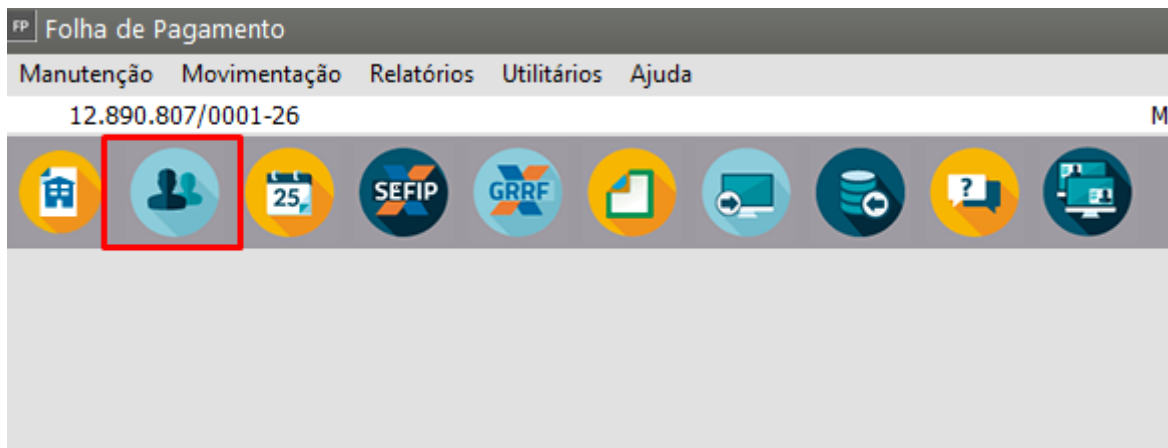 FP Folha de Pagamento
Manutenção Movimentação Relatórios Utilitários Ajuda
12.890.807/0001-26 M
25 SEFIP GRRF ?